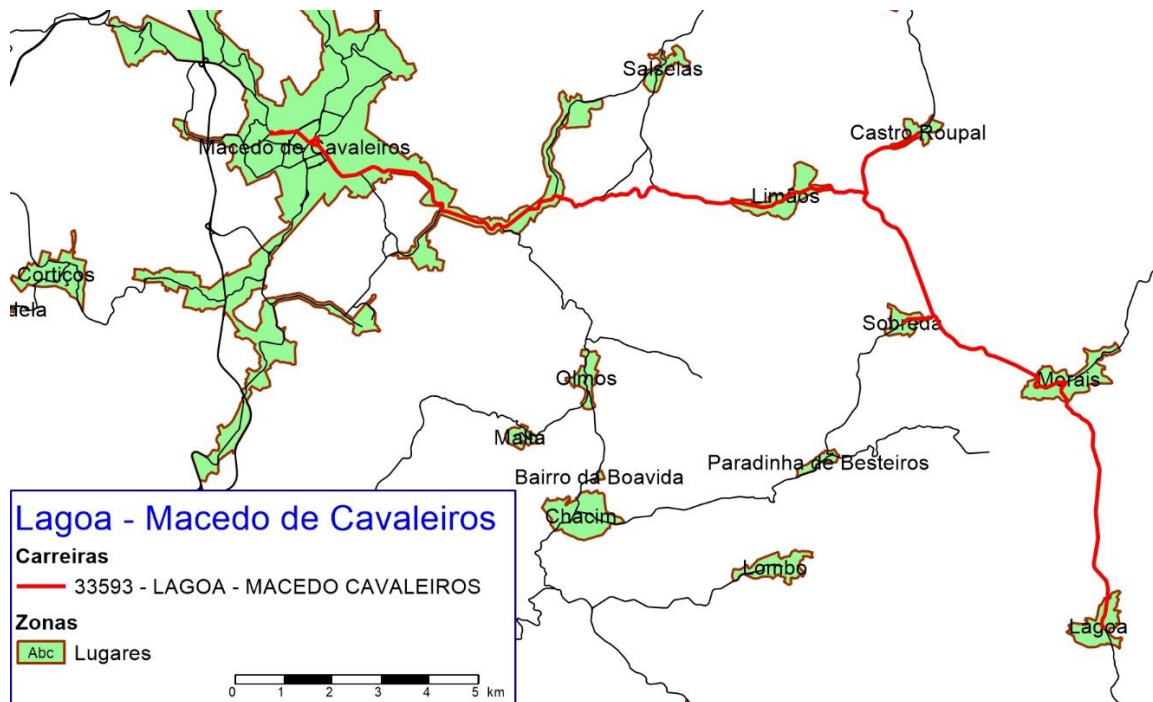 Salselas
Castro Roupal
Macedo de Cavaleiros
Limãos
Cortiços
dela
Sobreda
Olmos
Morais
Malta
Paradinha de Besteiros
Bairro da Boavida
Chacim
Lombo
Lagoa
Lagoa - Macedo de Cavaleiros
Carreiras
33593 - LAGOA - MACEDO CAVALEIROS
Zonas
Abc Lugares
0 1 2 3 4 5 km